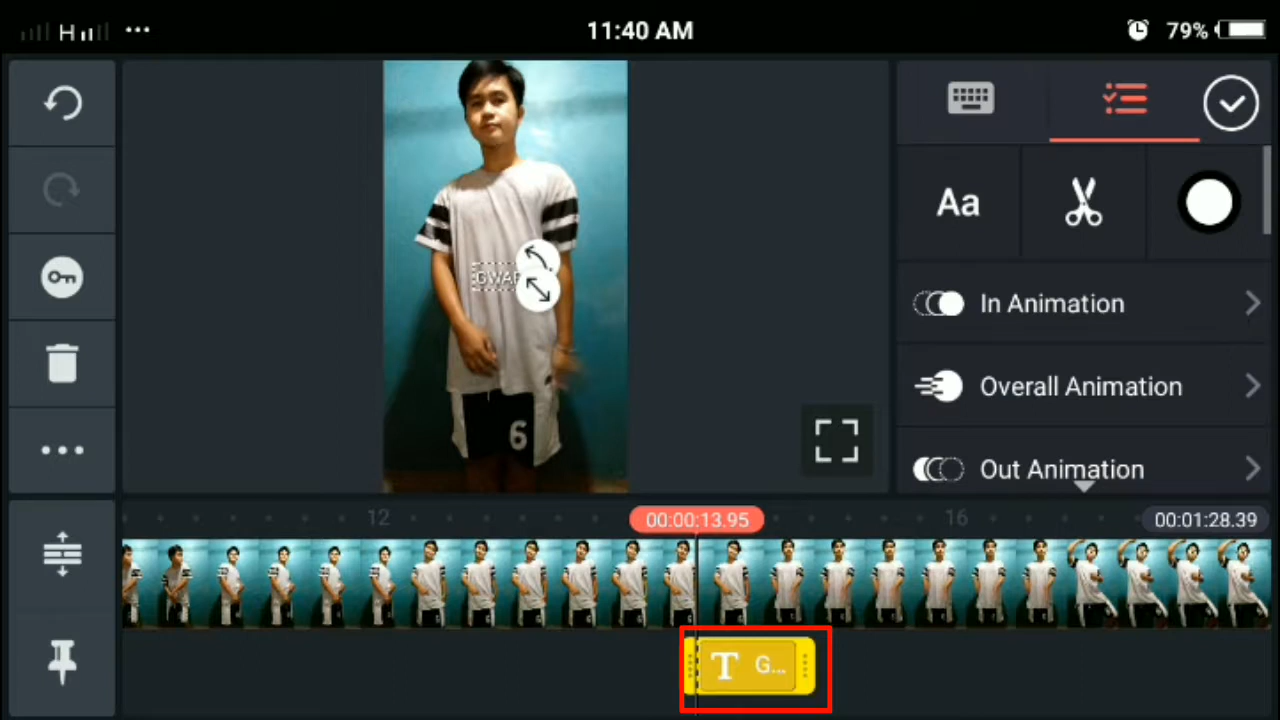 H
11:40 AM
79%
Aa
In Animation
Overall Animation
Out Animation
6
12
00:00:13.95
16
00:01:28.39
T G...